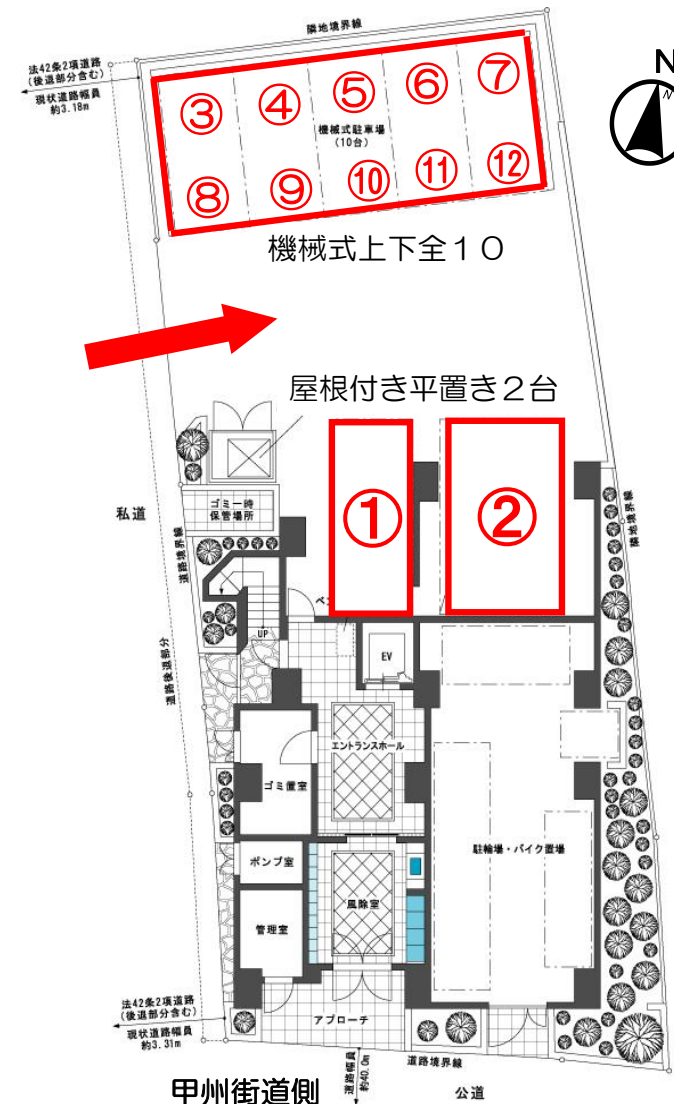 隣地境界線
法42条2項道路
(後退部分含む)
現状道路幅員
約3.18m
N
N
③ ④ ⑤ ⑥ ⑦
機械式駐車場
(10台)
⑧ ⑨ ⑩ ⑪ ⑫
機械式上下全10
屋根付き平置き2台
① ②
ゴミ一時
保管場所
私道
道路境界線
隣地境界線
道路後退部分
UP
EV
エントランスホール
ゴミ置室
駐輪場・バイク置場
ポンプ室
風除室
管理室
法42条2項道路
(後退部分含む)
現状道路幅員
約3.31m
アプローチ
道路境界線
道路幅員
約40.0m
甲州街道側
公道